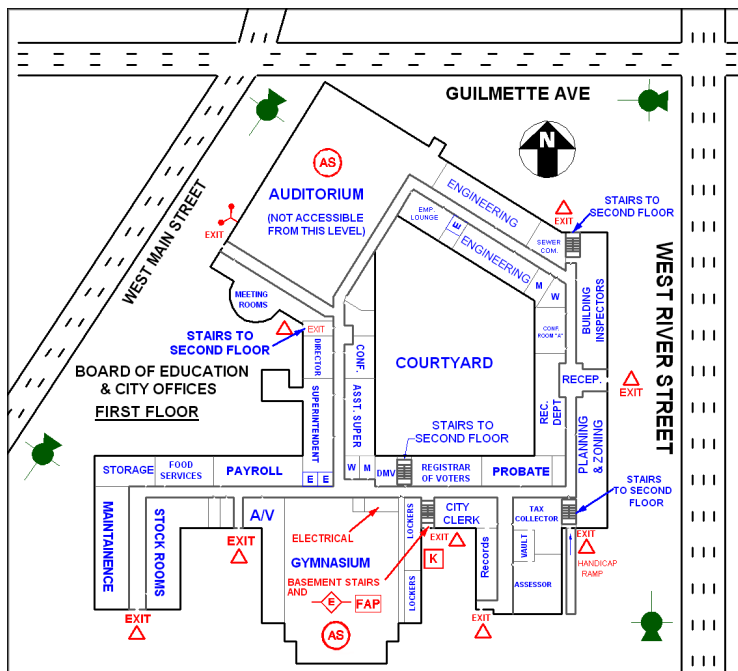 GUILMETTE AVE
N
WEST MAIN STREET
WEST RIVER STREET
AS
AUDITORIUM
(NOT ACCESSIBLE
FROM THIS LEVEL)
EXIT
ENGINEERING
EMP.
LOUNGE
E
ENGINEERING
SEWER
COM.
EXIT
STAIRS TO
SECOND FLOOR
M
W
BUILDING
INSPECTORS
MEETING
ROOMS
EXIT
STAIRS TO
SECOND FLOOR
DIRECTOR
CONF.
CONF.
ROOM "A"
COURTYARD
BOARD OF EDUCATION
& CITY OFFICES
FIRST FLOOR
RECEP.
EXIT
SUPERINTENDENT
ASST. SUPER
REC.
DEPT
PLANNING
& ZONING
STAIRS TO
SECOND FLOOR
STORAGE
FOOD
SERVICES
PAYROLL
E
E
W
M
DMV
REGISTRAR
OF VOTERS
PROBATE
STAIRS
TO SECOND
FLOOR
MAINTAINENCE
STOCK ROOMS
A/V
ELECTRICAL
LOCKERS
CITY
CLERK
TAX
COLLECTOR
EXIT
EXIT
EXIT
GYMNASIUM
K
VAULT
HANDICAP
RAMP
BASEMENT STAIRS
AND
E
FAP
LOCKERS
Records
ASSESSOR
EXIT
AS
EXIT